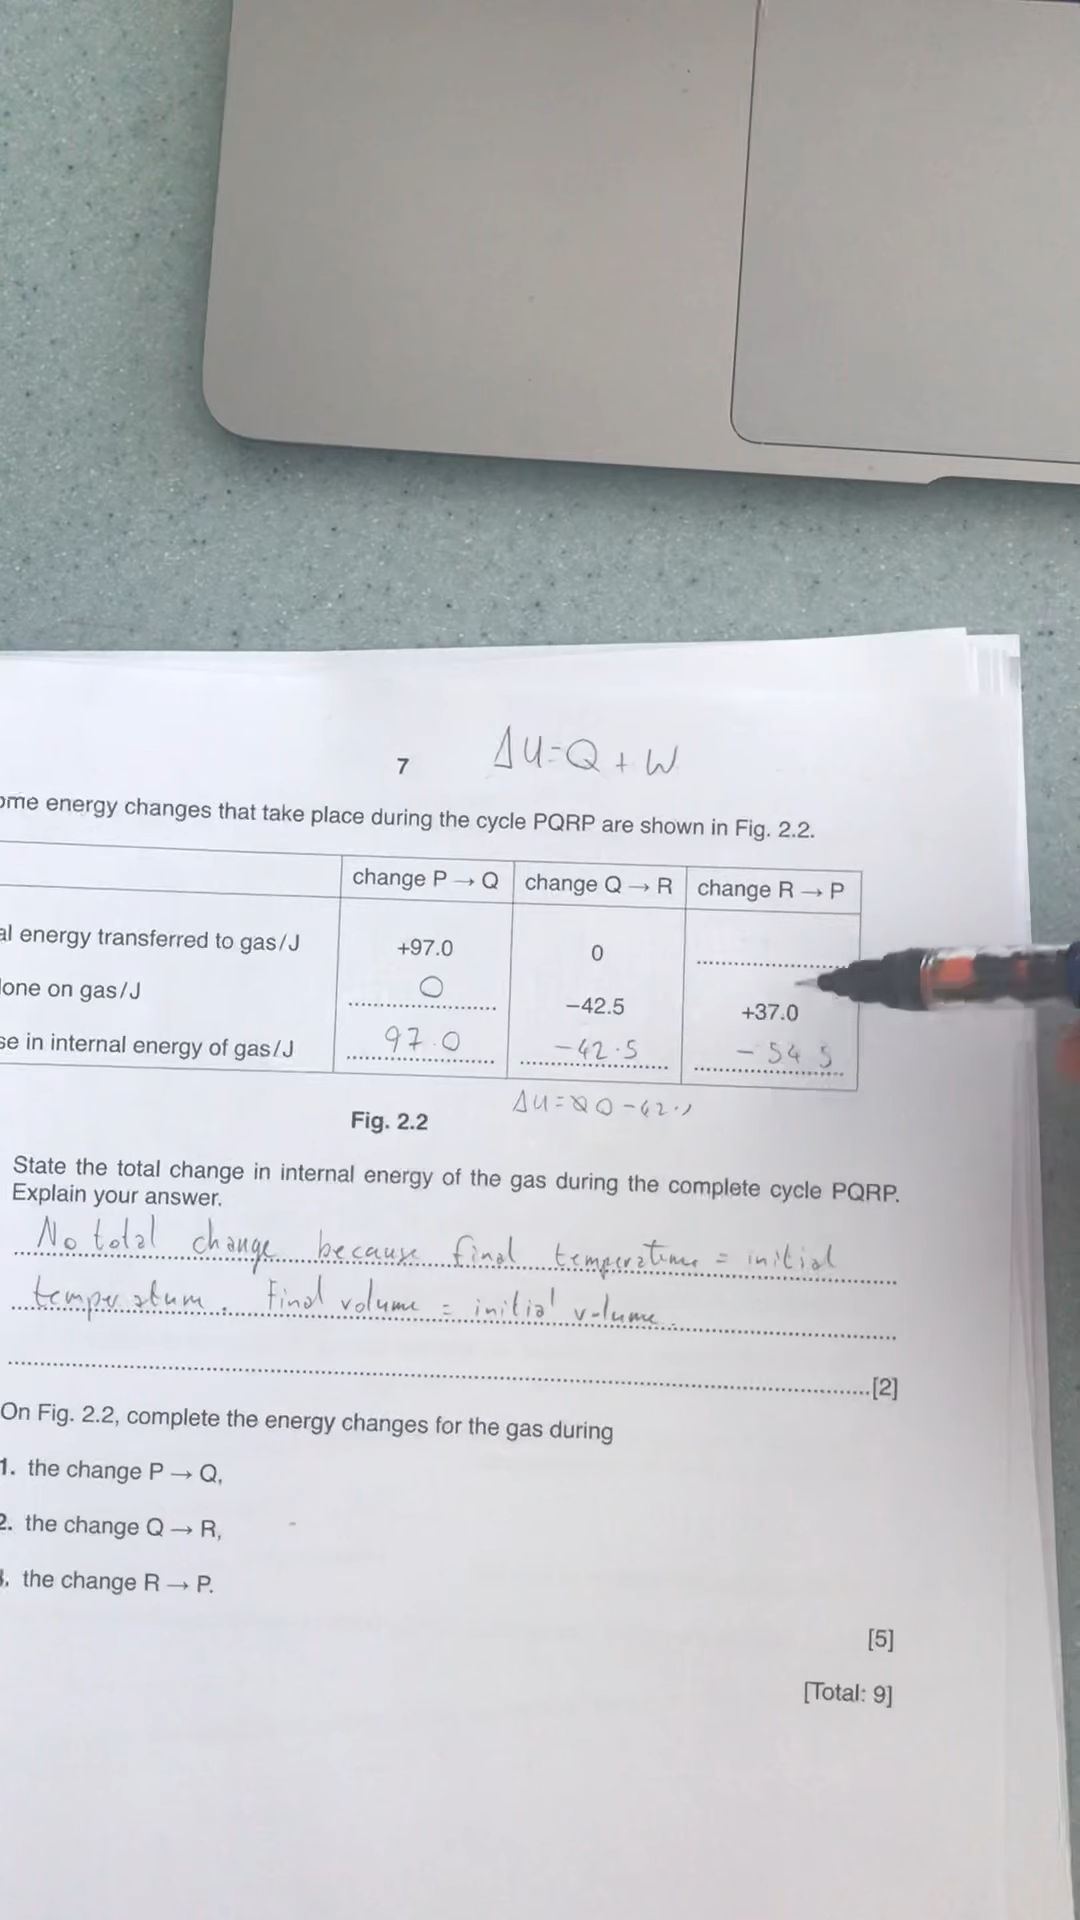 7 ΔU=Q+W
ome energy changes that take place during the cycle PQRP are shown in Fig. 2.2.
change P → Q change Q → R change R → P
al energy transferred to gas/J +97.0 0 ....................
lone on gas/J 0 −42.5 +37.0
se in internal energy of gas/J 97.0 -42.5 - 54 5
ΔU= 0 -42.
Fig. 2.2
State the total change in internal energy of the gas during the complete cycle PQRP.
Explain your answer.
No total change because final temperature = initial
temperature. Final volume = initial volume.
[2]
On Fig. 2.2, complete the energy changes for the gas during
1. the change P → Q,
2. the change Q → R,
. the change R → P.
[5]
[Total: 9]